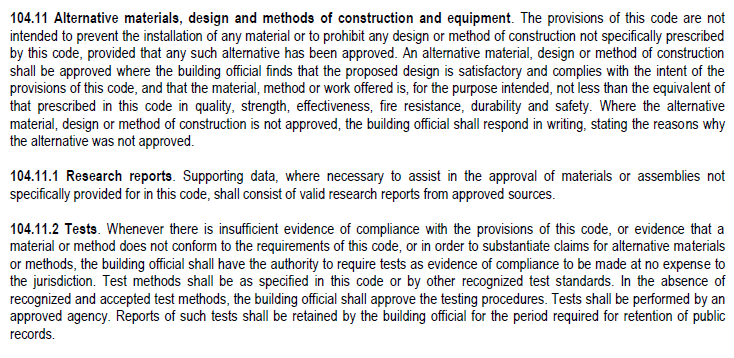 104.11 Alternative materials, design and methods of construction and equipment. The provisions of this code are not
intended to prevent the installation of any material or to prohibit any design or method of construction not specifically prescribed
by this code, provided that any such alternative has been approved. An alternative material, design or method of construction
shall be approved where the building official finds that the proposed design is satisfactory and complies with the intent of the
provisions of this code, and that the material, method or work offered is, for the purpose intended, not less than the equivalent of
that prescribed in this code in quality, strength, effectiveness, fire resistance, durability and safety. Where the alternative
material, design or method of construction is not approved, the building official shall respond in writing, stating the reasons why
the alternative was not approved.
104.11.1 Research reports. Supporting data, where necessary to assist in the approval of materials or assemblies not
specifically provided for in this code, shall consist of valid research reports from approved sources.
104.11.2 Tests. Whenever there is insufficient evidence of compliance with the provisions of this code, or evidence that a
material or method does not conform to the requirements of this code, or in order to substantiate claims for alternative materials
or methods, the building official shall have the authority to require tests as evidence of compliance to be made at no expense to
the jurisdiction. Test methods shall be as specified in this code or by other recognized test standards. In the absence of
recognized and accepted test methods, the building official shall approve the testing procedures. Tests shall be performed by an
approved agency. Reports of such tests shall be retained by the building official for the period required for retention of public
records.